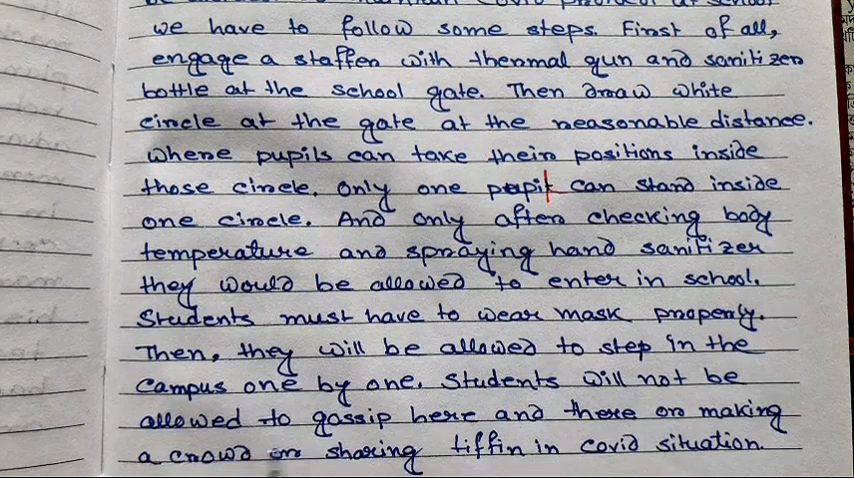 we have to follow some steps. First of all,
engage a staffer with thermal gun and sanitizer
bottle at the school gate. Then draw white
circle at the gate at the reasonable distance.
where pupils can take their positions inside
those circle. Only one pupil can stand inside
one circle. And only after checking body
temperature and spraying hand sanitizer
they would be allowed to enter in school.
Students must have to wear mask properly.
Then, they will be allowed to step in the
campus one by one. Students will not be
allowed to gossip here and there or making
a crowd or sharing tiffin in covid situation.